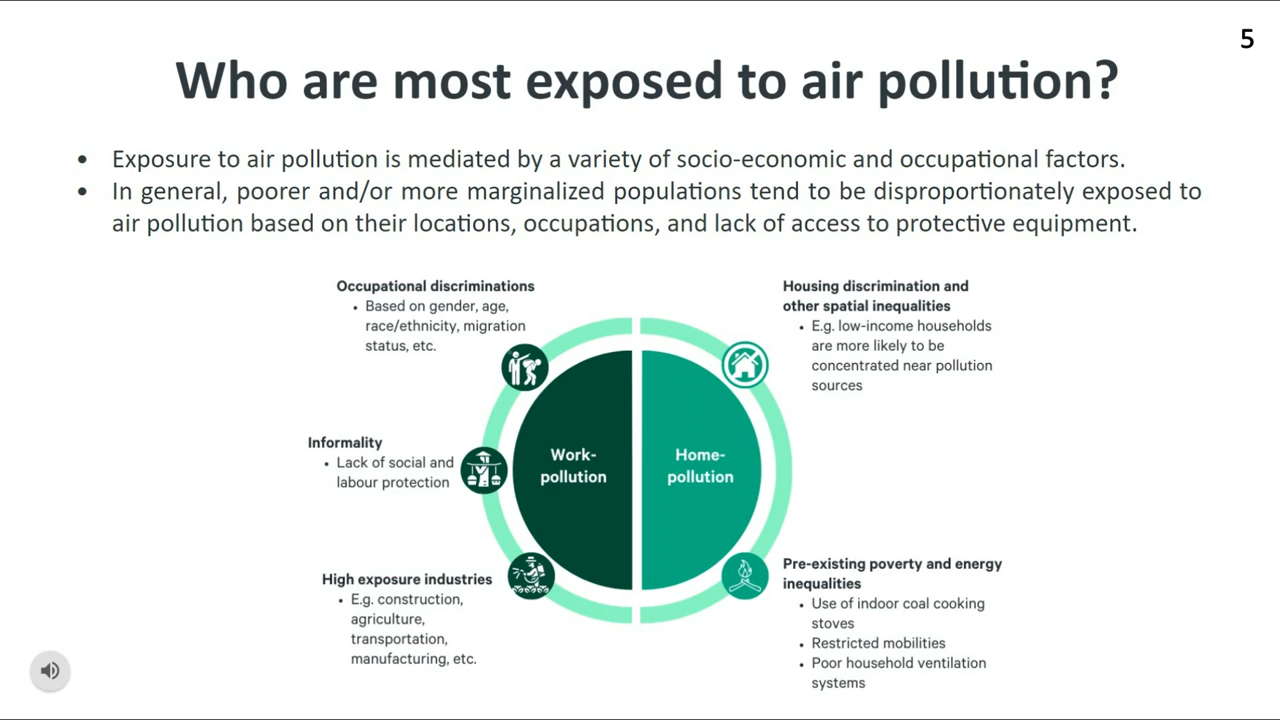 5
Who are most exposed to air pollution?
• Exposure to air pollution is mediated by a variety of socio-economic and occupational factors.
• In general, poorer and/or more marginalized populations tend to be disproportionately exposed to
air pollution based on their locations, occupations, and lack of access to protective equipment.
Occupational discriminations
• Based on gender, age,
race/ethnicity, migration
status, etc.
Informality
• Lack of social and
labour protection
High exposure industries
• E.g. construction,
agriculture,
transportation,
manufacturing, etc.
Work-
pollution
Home-
pollution
Housing discrimination and
other spatial inequalities
• E.g. low-income households
are more likely to be
concentrated near pollution
sources
Pre-existing poverty and energy
inequalities
• Use of indoor coal cooking
stoves
• Restricted mobilities
• Poor household ventilation
systems